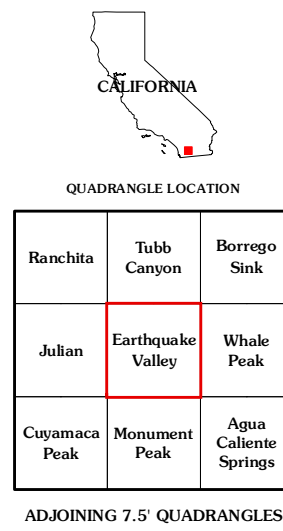 CALIFORNIA
QUADRANGLE LOCATION
Ranchita
Tubb
Canyon
Borrego
Sink
Julian
Earthquake
Valley
Whale
Peak
Cuyamaca
Peak
Monument
Peak
Agua
Caliente
Springs
ADJOINING 7.5' QUADRANGLES